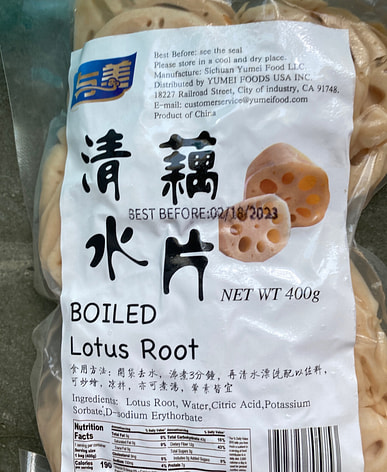 与美
Best Before: see the seal
Please store in a cool and dry place.
Manufacture: Sichuan Yumei Food LLC.
Distributed by YUMEI FOODS USA INC.
18227 Railroad Street, City of industry, CA 91748.
E-mail: customerservice@yumeifood.com
Product of China
清 藕
水 片
BEST BEFORE:02/18/2023
NET WT 400g
BOILED
Lotus Root
食用方法：开袋去水，沸煮3分鐘，再清水漂洗配以佐料，
可炒燴，凉拌，亦可煮湯，葷素皆宜
Ingredients: Lotus Root, Water,Citric Acid,Potassium
Sorbate,D-sodium Erythorbate
Nutrition
Facts
Calories 190